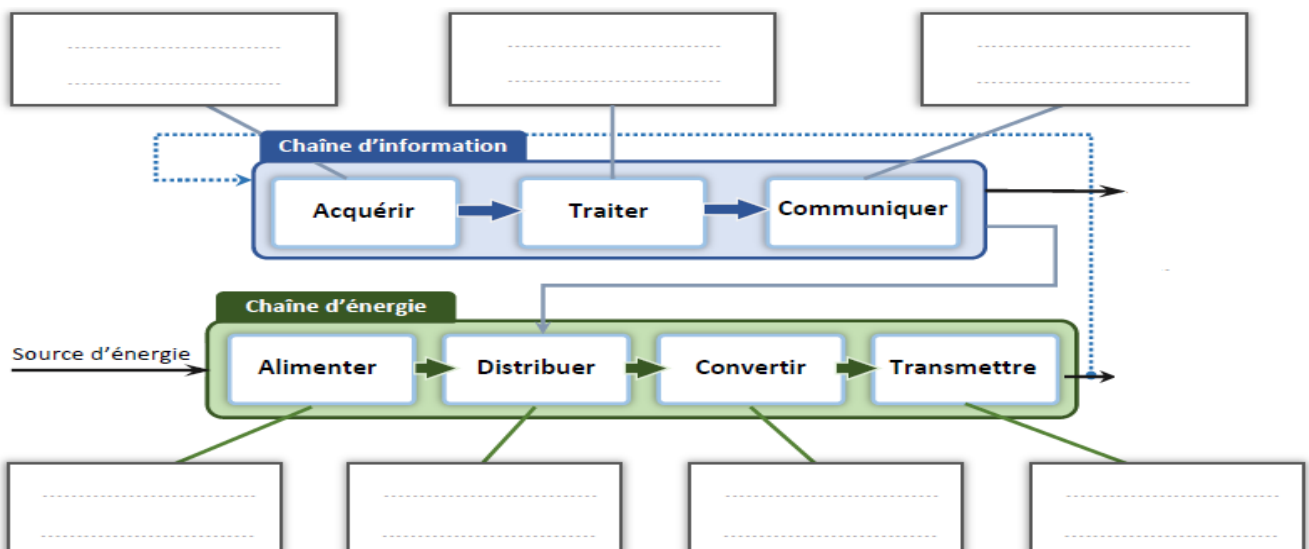 Chaîne d'information
Acquérir
Traiter
Communiquer
Chaîne d'énergie
Source d'énergie
Alimenter
Distribuer
Convertir
Transmettre